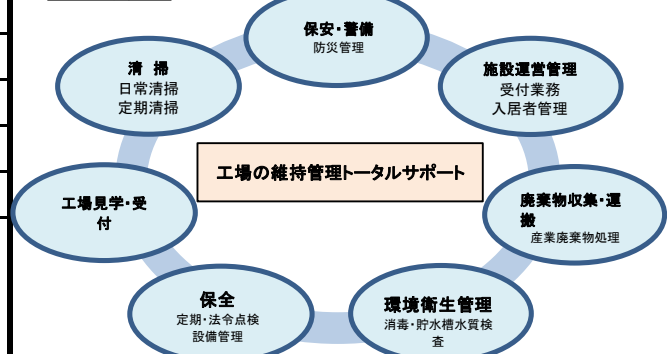 保安・警備
防災管理
清　掃
日常清掃
定期清掃
施設運営管理
受付業務
入居者管理
工場の維持管理トータルサポート
工場見学・受
付
廃棄物収集・運
搬
産業廃棄物処理
保全
定期・法令点検
設備管理
環境衛生管理
消毒・貯水槽水質検
査